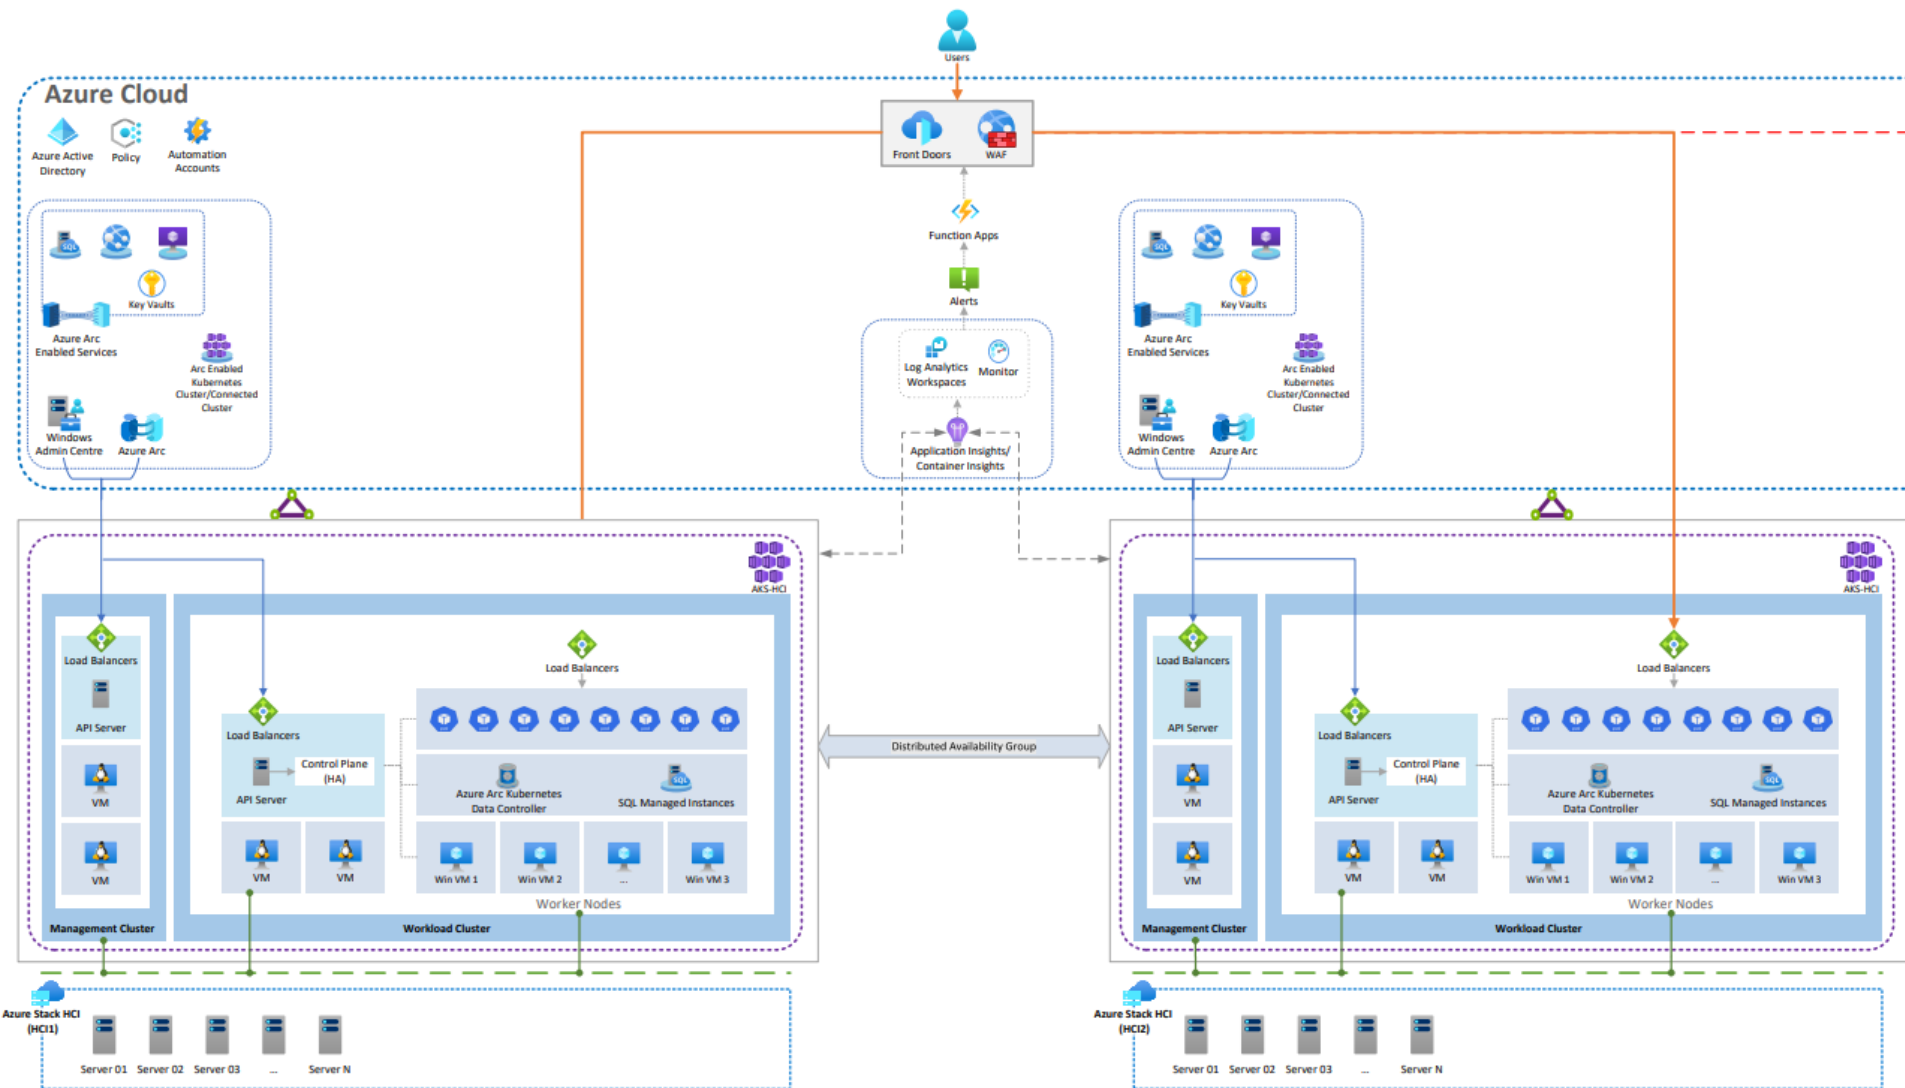 Users
Azure Cloud
Azure Active
Directory
Policy
Automation
Accounts
Front Doors
WAF
Function Apps
Alerts
Log Analytics
Workspaces
Monitor
Application Insights/
Container Insights
SQL
Key Vaults
Azure Arc
Enabled Services
Arc Enabled
Kubernetes
Cluster/Connected
Cluster
Windows
Admin Centre
Azure Arc
SQL
Key Vaults
Azure Arc
Enabled Services
Arc Enabled
Kubernetes
Cluster/Connected
Cluster
Windows
Admin Centre
Azure Arc
AKS-HCI
Load Balancers
API Server
VM
VM
Management Cluster
Load Balancers
API Server
Control Plane
(HA)
VM
VM
Load Balancers
Azure Arc Kubernetes
Data Controller
SQL
SQL Managed Instances
Win VM 1
Win VM 2
...
Win VM 3
Worker Nodes
Workload Cluster
Distributed Availability Group
AKS-HCI
Load Balancers
API Server
VM
VM
Management Cluster
Load Balancers
API Server
Control Plane
(HA)
VM
VM
Load Balancers
Azure Arc Kubernetes
Data Controller
SQL
SQL Managed Instances
Win VM 1
Win VM 2
...
Win VM 3
Worker Nodes
Workload Cluster
Azure Stack HCI
(HCI1)
Server 01
Server 02
Server 03
...
Server N
Azure Stack HCI
(HCI2)
Server 01
Server 02
Server 03
...
Server N